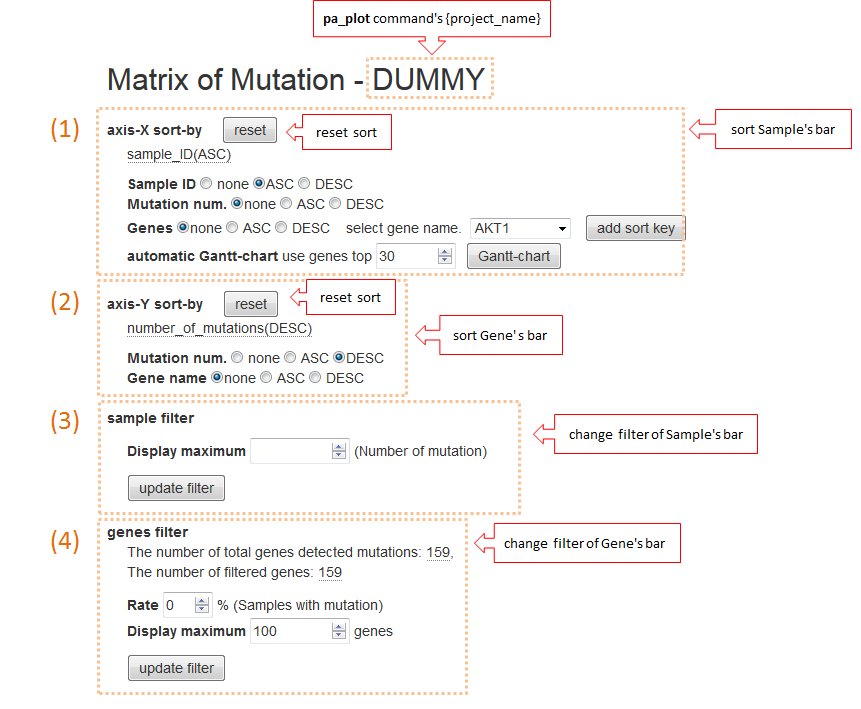 pa_plot command's {project_name}
Matrix of Mutation - DUMMY
(1)
axis-X sort-by reset reset sort
sort Sample's bar
sample_ID(ASC)
Sample ID none ASC DESC
Mutation num. none ASC DESC
Genes none ASC DESC select gene name. AKT1 add sort key
automatic Gantt-chart use genes top 30 Gantt-chart
(2)
axis-Y sort-by reset reset sort
number_of_mutations(DESC)
sort Gene's bar
Mutation num. none ASC DESC
Gene name none ASC DESC
(3)
sample filter
change filter of Sample's bar
Display maximum (Number of mutation)
update filter
(4)
genes filter
change filter of Gene's bar
The number of total genes detected mutations: 159,
The number of filtered genes: 159
Rate 0 % (Samples with mutation)
Display maximum 100 genes
update filter